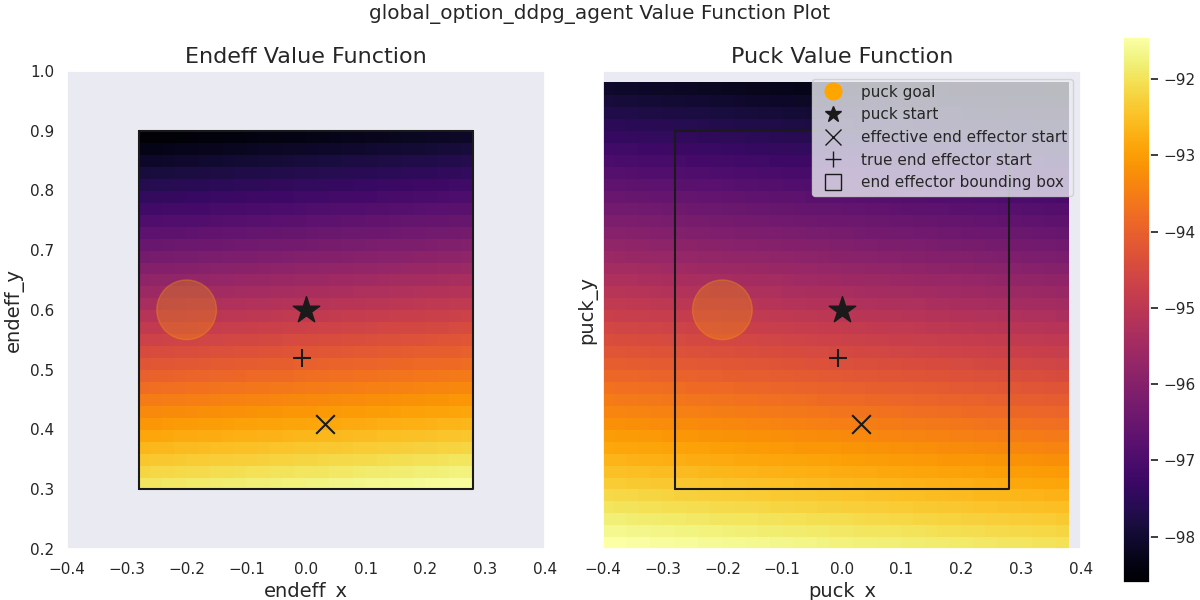 global_option_ddpg_agent Value Function Plot
Endeff Value Function
Puck Value Function
endeff_y
1.0
0.9
0.8
0.7
0.6
0.5
0.4
0.3
0.2
−0.4 −0.3 −0.2 −0.1 0.0 0.1 0.2 0.3 0.4
endeff_x
puck_y
puck goal
puck start
effective end effector start
true end effector start
end effector bounding box
−0.4 −0.3 −0.2 −0.1 0.0 0.1 0.2 0.3 0.4
puck_x
−92
−93
−94
−95
−96
−97
−98